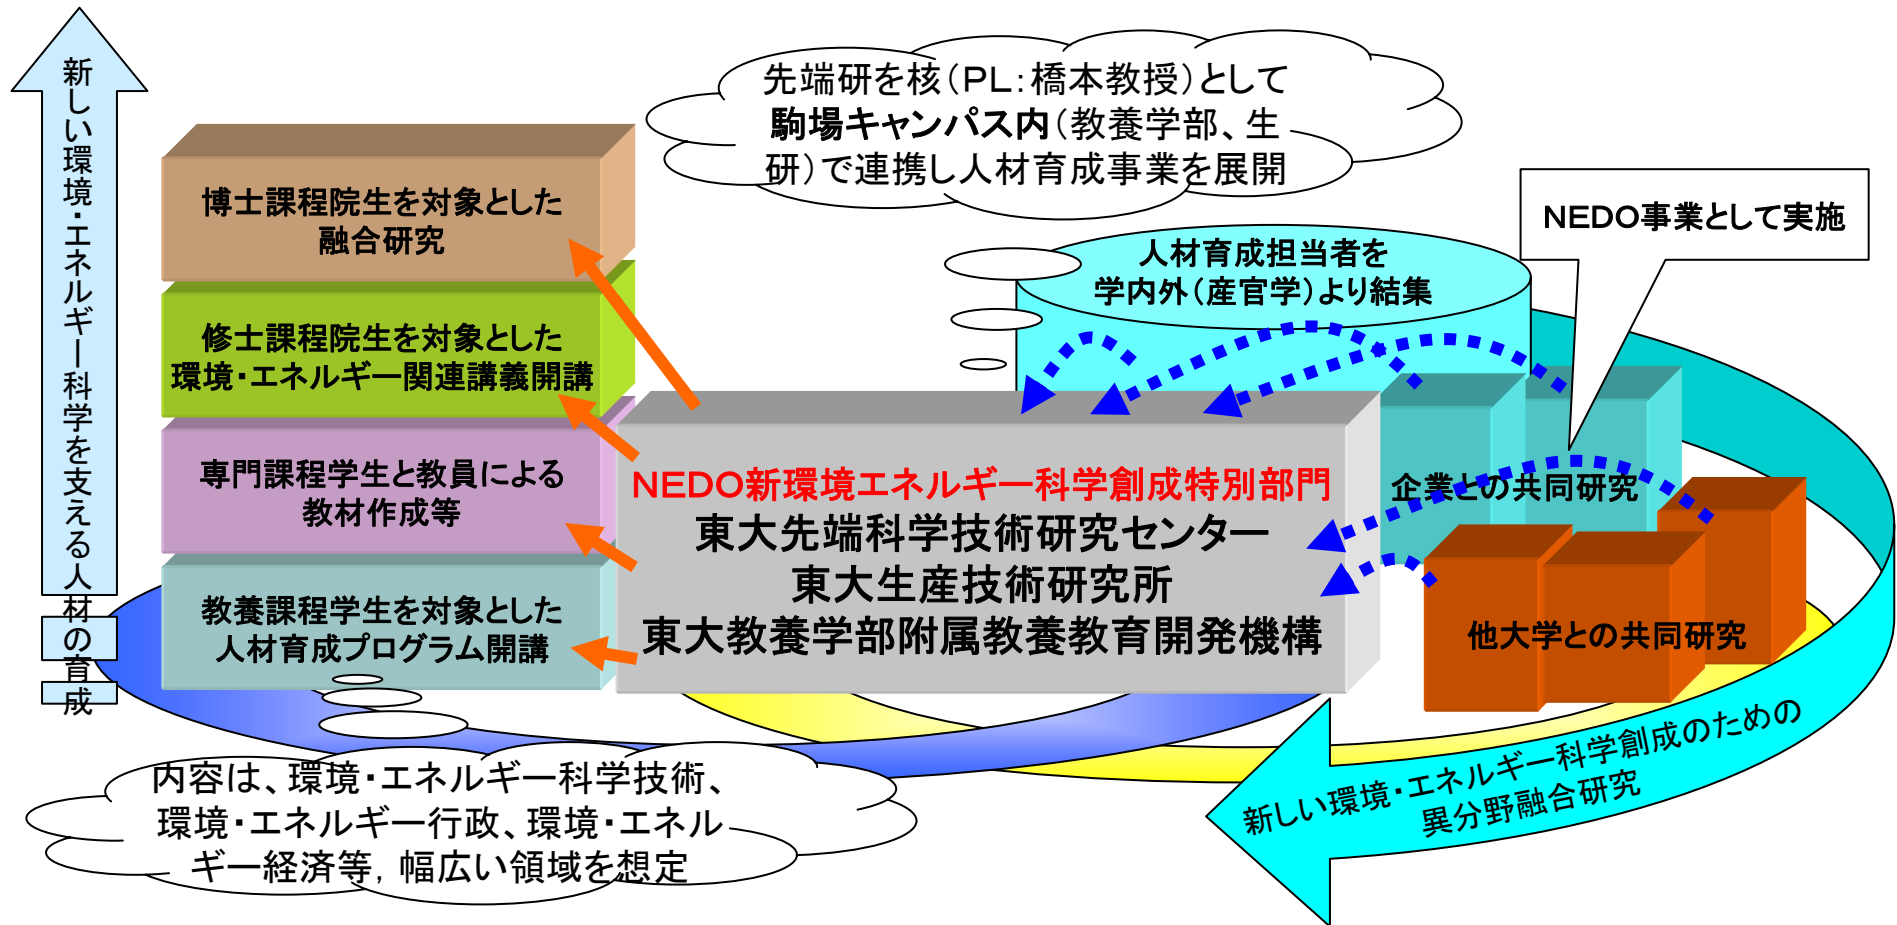 新しい環境・エネルギー科学を支える人材の育成
先端研を核（PL：橋本教授）として
駒場キャンパス内（教養学部、生
研）で連携し人材育成事業を展開
NEDO事業として実施
人材育成担当者を
学内外（産官学）より結集
博士課程院生を対象とした
融合研究
修士課程院生を対象とした
環境・エネルギー関連講義開講
専門課程学生と教員による
教材作成等
教養課程学生を対象とした
人材育成プログラム開講
NEDO新環境エネルギー科学創成特別部門
東大先端科学技術研究センター
東大生産技術研究所
東大教養学部附属教養教育開発機構
企業との共同研究
他大学との共同研究
新しい環境・エネルギー科学創成のための
異分野融合研究
内容は、環境・エネルギー科学技術、
環境・エネルギー行政、環境・エネル
ギー経済等，幅広い領域を想定